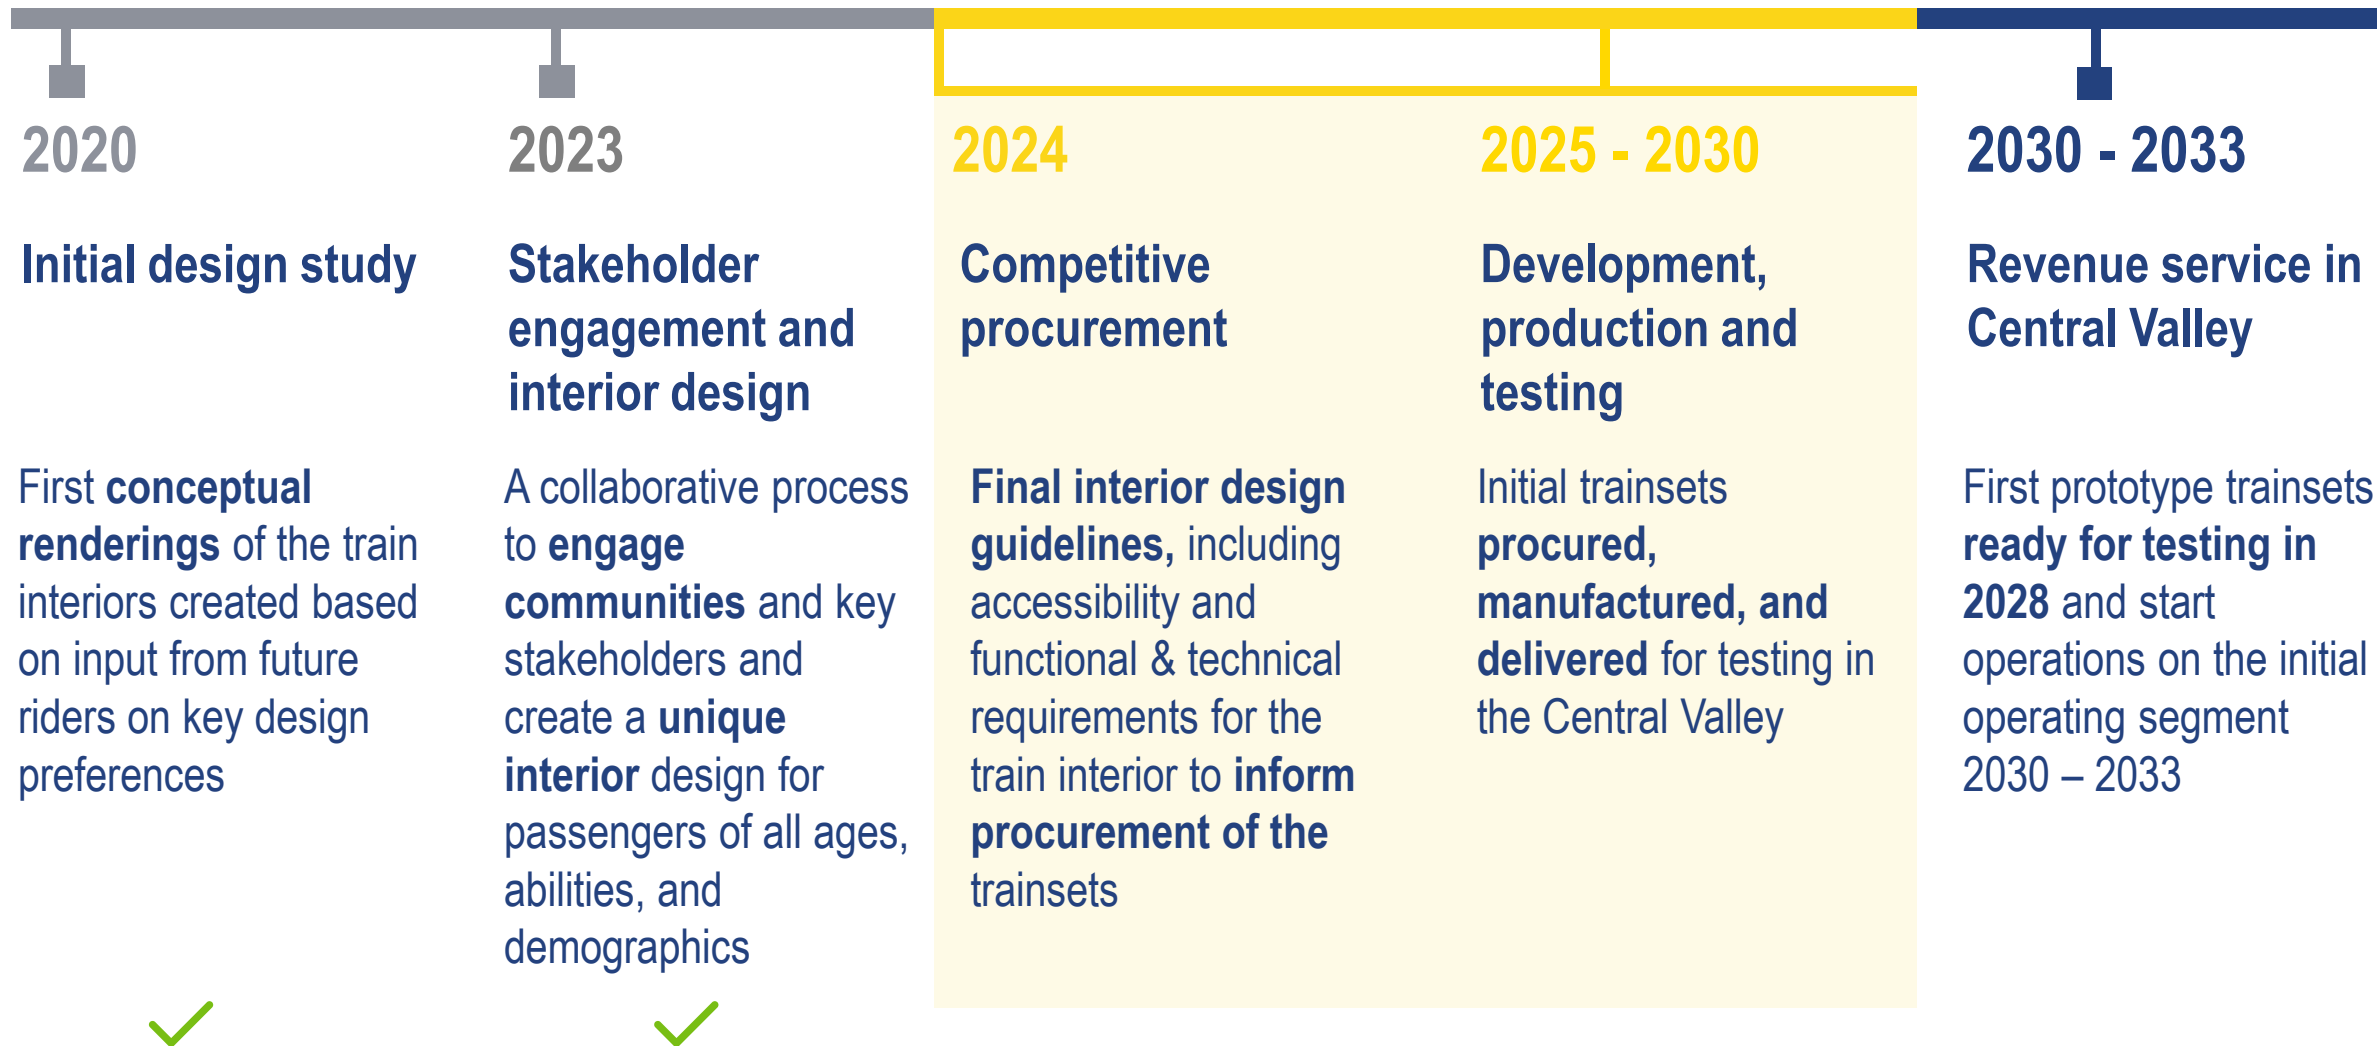 2020
Initial design study
First conceptual
renderings of the train
interiors created based
on input from future
riders on key design
preferences
2023
Stakeholder
engagement and
interior design
A collaborative process
to engage
communities and key
stakeholders and
create a unique
interior design for
passengers of all ages,
abilities, and
demographics
2024
Competitive
procurement
Final interior design
guidelines, including
accessibility and
functional & technical
requirements for the
train interior to inform
procurement of the
trainsets
2025 - 2030
Development,
production and
testing
Initial trainsets
procured,
manufactured, and
delivered for testing in
the Central Valley
2030 - 2033
Revenue service in
Central Valley
First prototype trainsets
ready for testing in
2028 and start
operations on the initial
operating segment
2030 – 2033